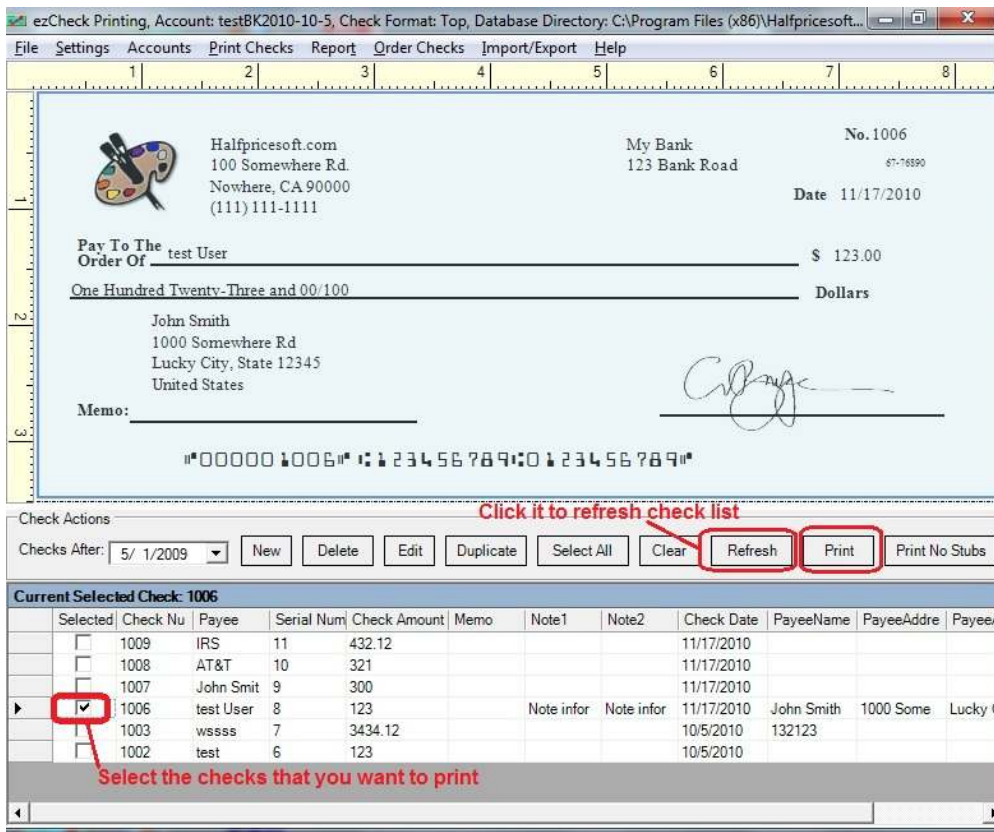 ezCheck Printing, Account: testBK2010-10-5, Check Format: Top, Database Directory: C:\Program Files (x86)\Halfpricesoft...
File Settings Accounts Print Checks Report Order Checks Import/Export Help
1 2 3 4 5 6 7 8
Halfpricesoft.com
100 Somewhere Rd.
Nowhere, CA 90000
(111) 111-1111
My Bank
123 Bank Road
No. 1006
67-76890
Date 11/17/2010
1
Pay To The
Order Of test User
$ 123.00
One Hundred Twenty-Three and 00/100 Dollars
2
John Smith
1000 Somewhere Rd
Lucky City, State 12345
United States
Memo:
3
⑈000001006⑈ ⑆123456789⑆0123456789⑈
Click it to refresh check list
Check Actions
Checks After: 5/ 1/2009 New Delete Edit Duplicate Select All Clear Refresh Print Print No Stubs
Current Selected Check: 1006
Selected Check Nu Payee Serial Num Check Amount Memo Note1 Note2 Check Date PayeeName PayeeAddre Payee
1009 IRS 11 432.12 11/17/2010
1008 AT&T 10 321 11/17/2010
1007 John Smit 9 300 11/17/2010
1006 test User 8 123 Note infor Note infor 11/17/2010 John Smith 1000 Some Lucky
1003 wssss 7 3434.12 10/5/2010 132123
1002 test 6 123 10/5/2010
Select the checks that you want to print